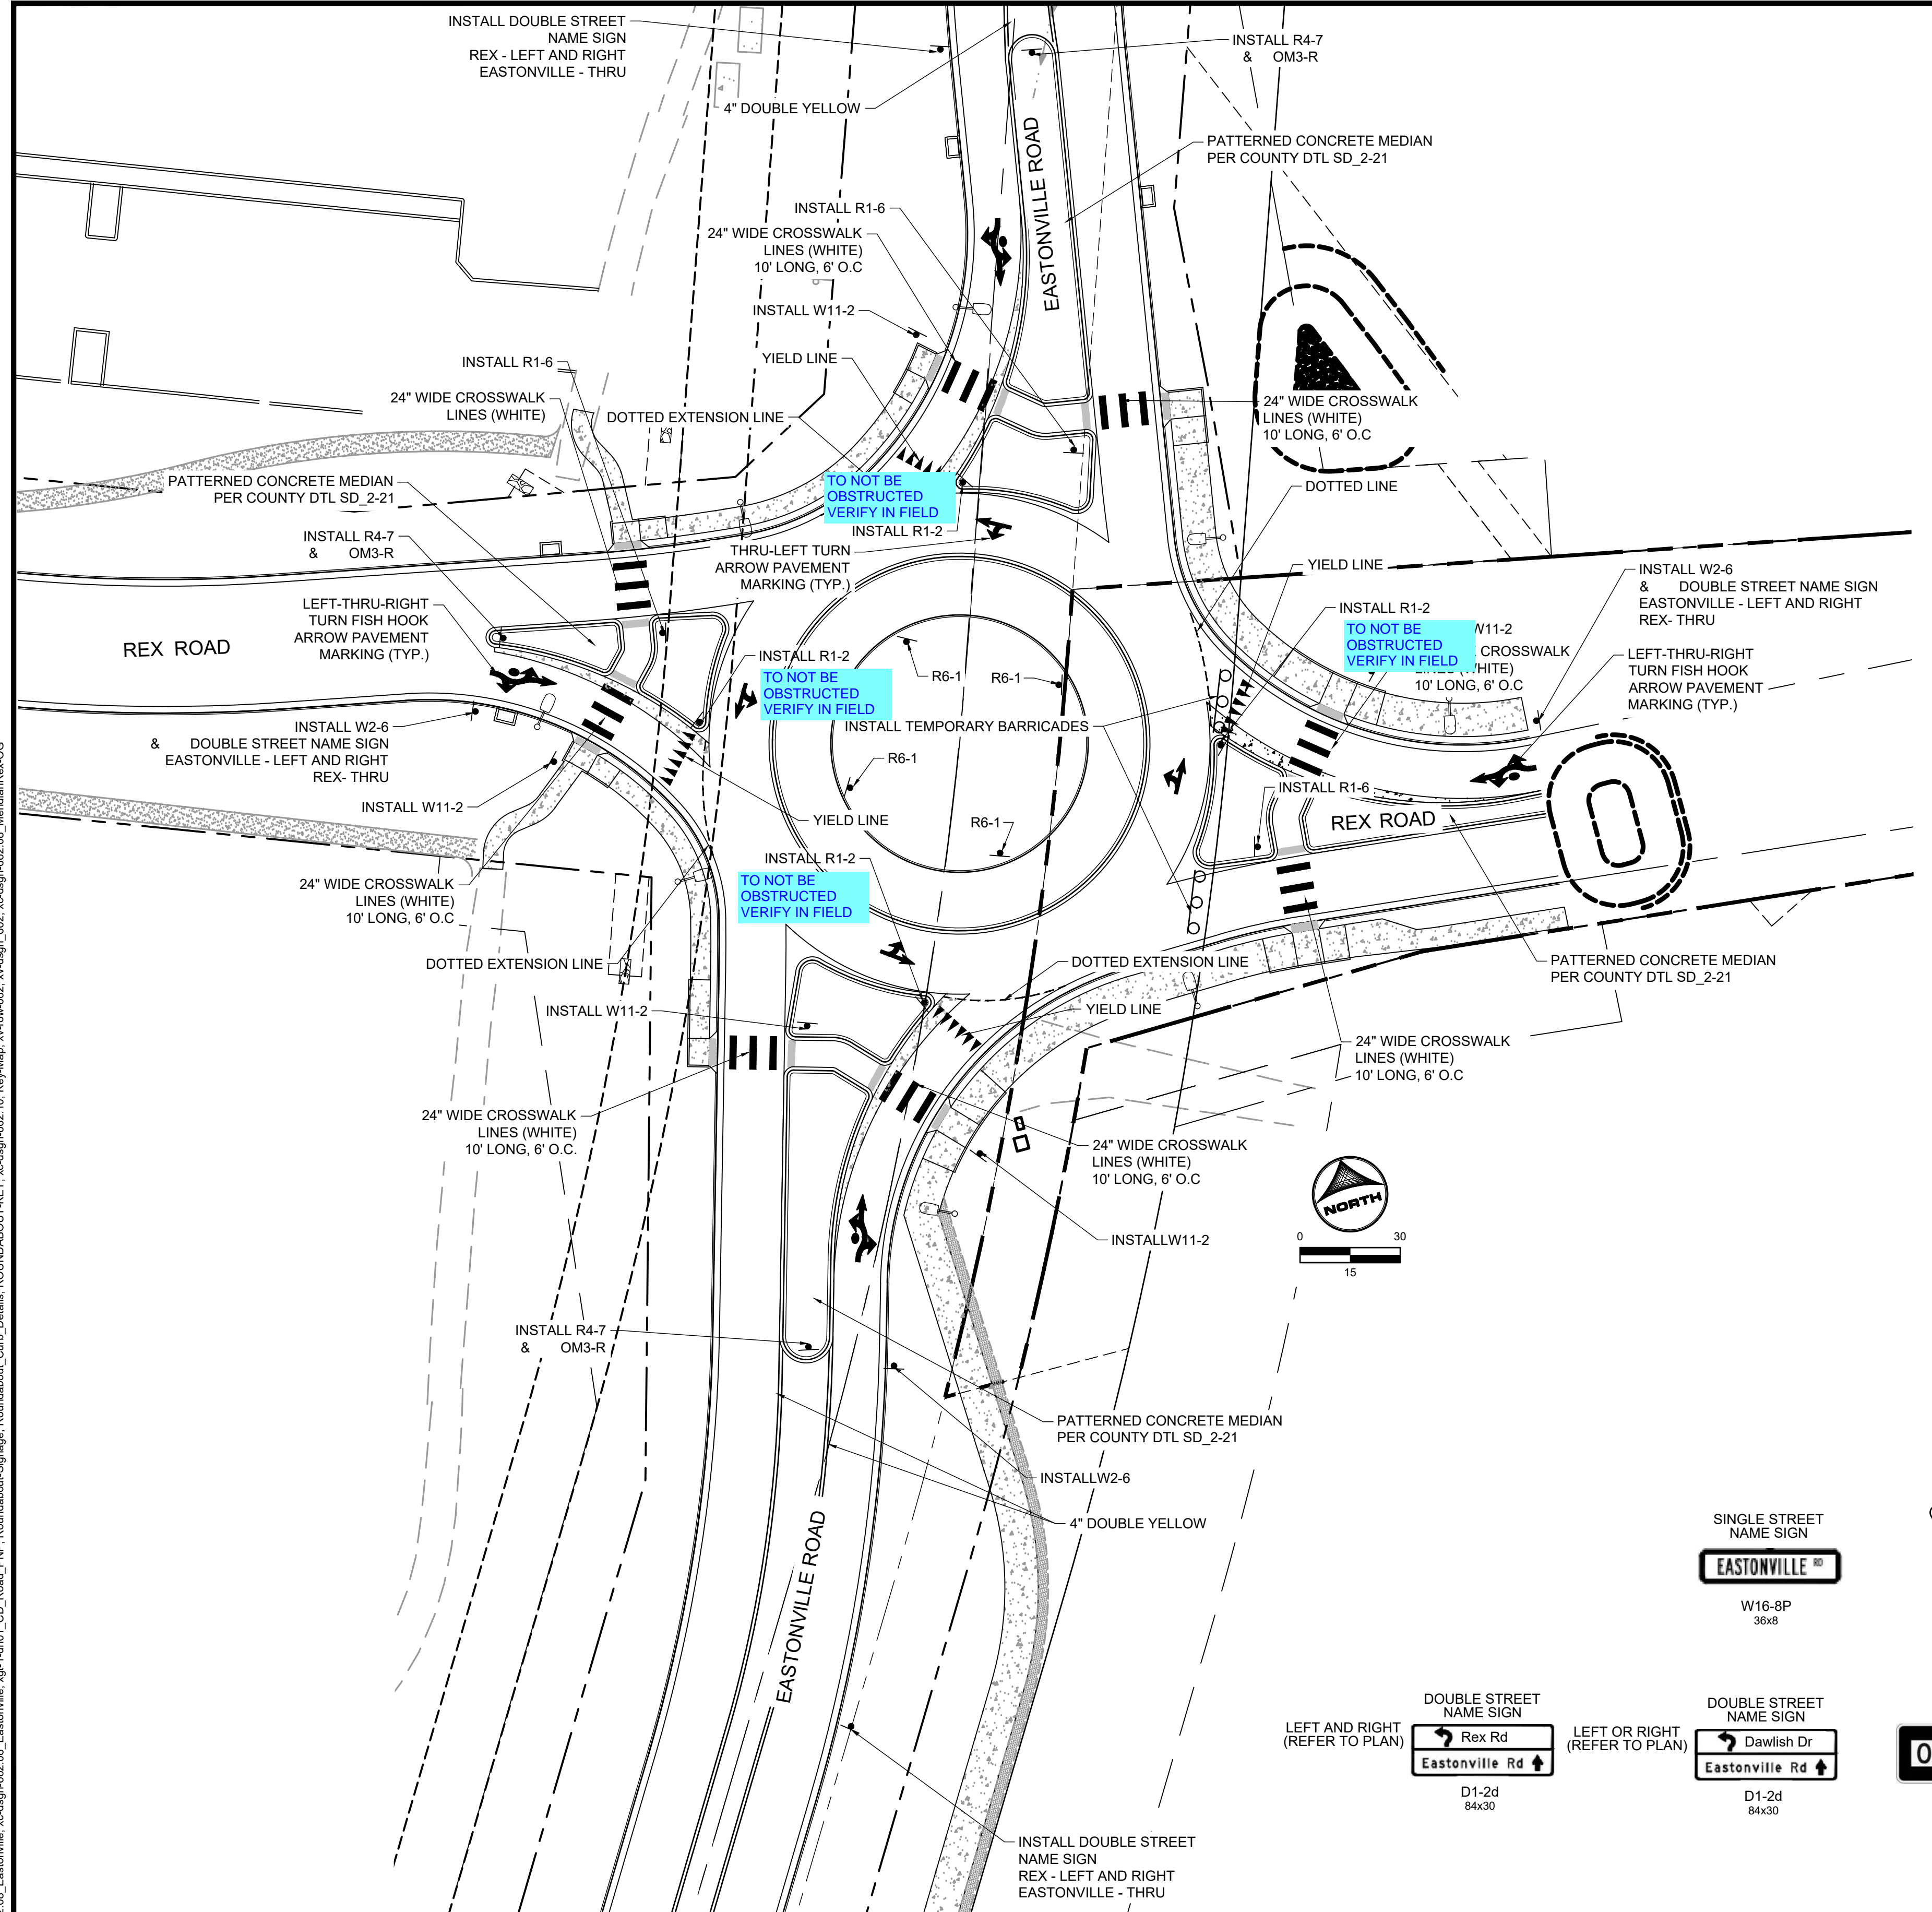 INSTALL DOUBLE STREET
NAME SIGN
REX - LEFT AND RIGHT
EASTONVILLE - THRU
INSTALL R4-7
& OM3-R
4" DOUBLE YELLOW
EASTONVILLE ROAD
PATTERNED CONCRETE MEDIAN
PER COUNTY DTL SD_2-21
INSTALL R1-6
24" WIDE CROSSWALK
LINES (WHITE)
10' LONG, 6' O.C
INSTALL W11-2
YIELD LINE
INSTALL R1-6
24" WIDE CROSSWALK
LINES (WHITE)
DOTTED EXTENSION LINE
24" WIDE CROSSWALK
LINES (WHITE)
10' LONG, 6' O.C
PATTERNED CONCRETE MEDIAN
PER COUNTY DTL SD_2-21
TO NOT BE
OBSTRUCTED
VERIFY IN FIELD
DOTTED LINE
INSTALL R1-2
INSTALL R4-7
& OM3-R
THRU-LEFT TURN
ARROW PAVEMENT
MARKING (TYP.)
YIELD LINE
INSTALL W2-6
& DOUBLE STREET NAME SIGN
EASTONVILLE - LEFT AND RIGHT
REX- THRU
LEFT-THRU-RIGHT
TURN FISH HOOK
ARROW PAVEMENT
MARKING (TYP.)
REX ROAD
INSTALL R1-2
TO NOT BE
OBSTRUCTED
VERIFY IN FIELD
W11-2
CROSSWALK
LINES (WHITE)
10' LONG, 6' O.C
LEFT-THRU-RIGHT
TURN FISH HOOK
ARROW PAVEMENT
MARKING (TYP.)
INSTALL R1-2
TO NOT BE
OBSTRUCTED
VERIFY IN FIELD
R6-1
R6-1
INSTALL TEMPORARY BARRICADES
INSTALL W2-6
& DOUBLE STREET NAME SIGN
EASTONVILLE - LEFT AND RIGHT
REX- THRU
R6-1
INSTALL W11-2
YIELD LINE
R6-1
INSTALL R1-6
REX ROAD
INSTALL R1-2
TO NOT BE
OBSTRUCTED
VERIFY IN FIELD
24" WIDE CROSSWALK
LINES (WHITE)
10' LONG, 6' O.C
DOTTED EXTENSION LINE
DOTTED EXTENSION LINE
PATTERNED CONCRETE MEDIAN
PER COUNTY DTL SD_2-21
INSTALL W11-2
YIELD LINE
24" WIDE CROSSWALK
LINES (WHITE)
10' LONG, 6' O.C
24" WIDE CROSSWALK
LINES (WHITE)
10' LONG, 6' O.C.
24" WIDE CROSSWALK
LINES (WHITE)
10' LONG, 6' O.C
NORTH
INSTALLW11-2
0 30
15
INSTALL R4-7
& OM3-R
PATTERNED CONCRETE MEDIAN
PER COUNTY DTL SD_2-21
INSTALLW2-6
4" DOUBLE YELLOW
EASTONVILLE ROAD
SINGLE STREET
NAME SIGN
EASTONVILLE RD
W16-8P
36x8
DOUBLE STREET
NAME SIGN
LEFT AND RIGHT
(REFER TO PLAN)
Rex Rd
Eastonville Rd
D1-2d
84x30
DOUBLE STREET
NAME SIGN
LEFT OR RIGHT
(REFER TO PLAN)
Dawlish Dr
Eastonville Rd
D1-2d
84x30
INSTALL DOUBLE STREET
NAME SIGN
REX - LEFT AND RIGHT
EASTONVILLE - THRU